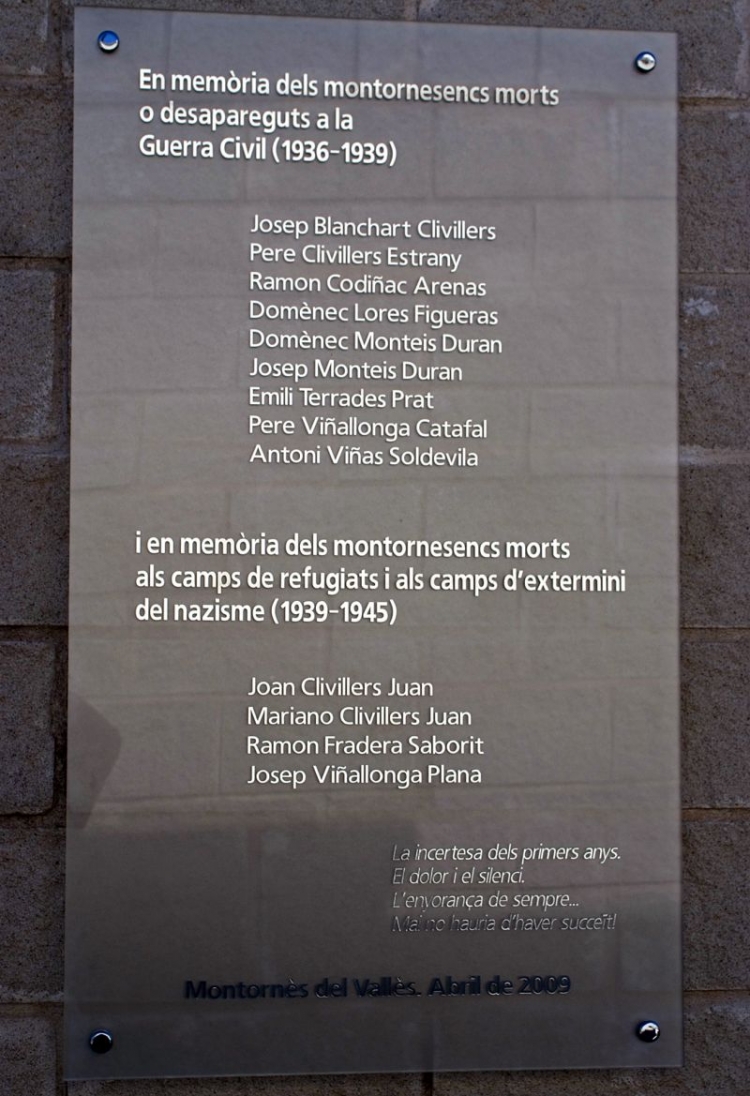 En memòria dels montornesencs morts
o desapareguts a la
Guerra Civil (1936-1939)
Josep Blanchart Clivillers
Pere Clivillers Estrany
Ramon Codiñac Arenas
Domènec Lores Figueras
Domènec Monteis Duran
Josep Monteis Duran
Emili Terrades Prat
Pere Viñallonga Catafal
Antoni Viñas Soldevila
i en memòria dels montornesencs morts
als camps de refugiats i als camps d'extermini
del nazisme (1939-1945)
Joan Clivillers Juan
Mariano Clivillers Juan
Ramon Fradera Saborit
Josep Viñallonga Plana
La incertesa dels primers anys.
El dolor i el silenci.
L'enyorança de sempre...
Mai no hauria d'haver succeït!
Montornès del Vallès. Abril de 2009